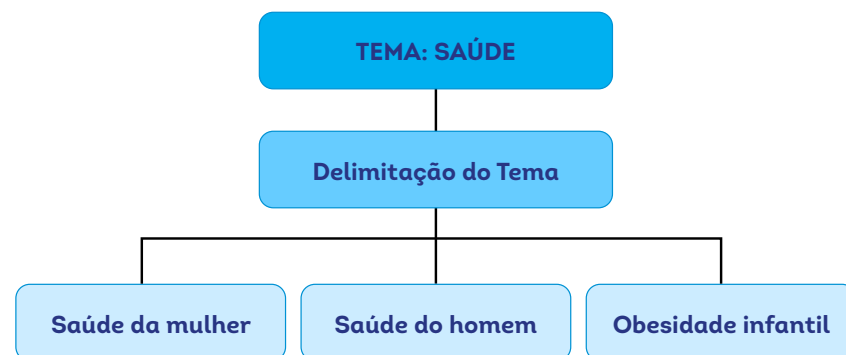 TEMA: SAÚDE
Delimitação do Tema
Saúde da mulher
Saúde do homem
Obesidade infantil